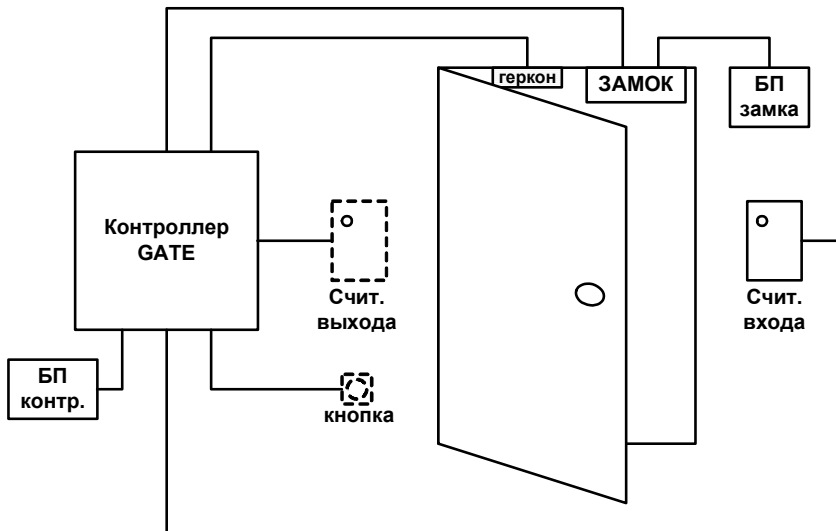 геркон
ЗАМОК
БП
замка
Контроллер
GATE
Счит.
выхода
Счит.
входа
БП
контр.
кнопка